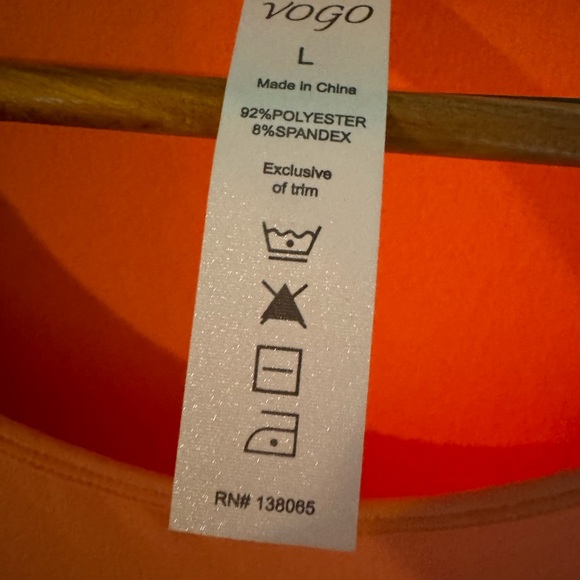 VOGO
L
Made in China
92%POLYESTER
8%SPANDEX
Exclusive
of trim
RN# 138065